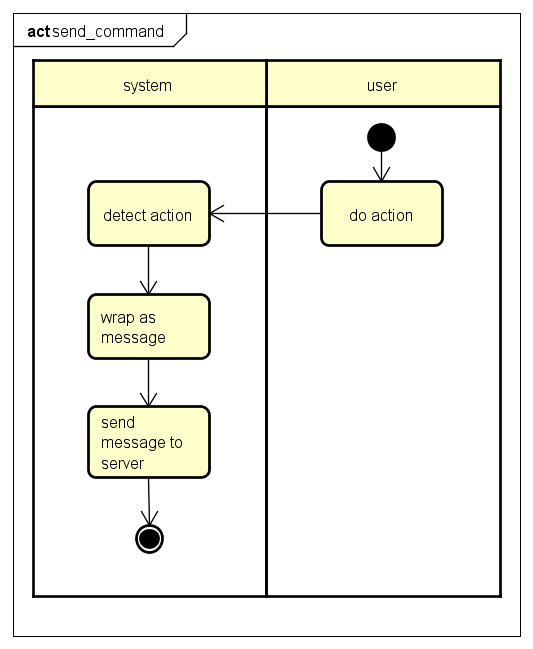 act send_command
system
user
detect action
do action
wrap as
message
send
message to
server